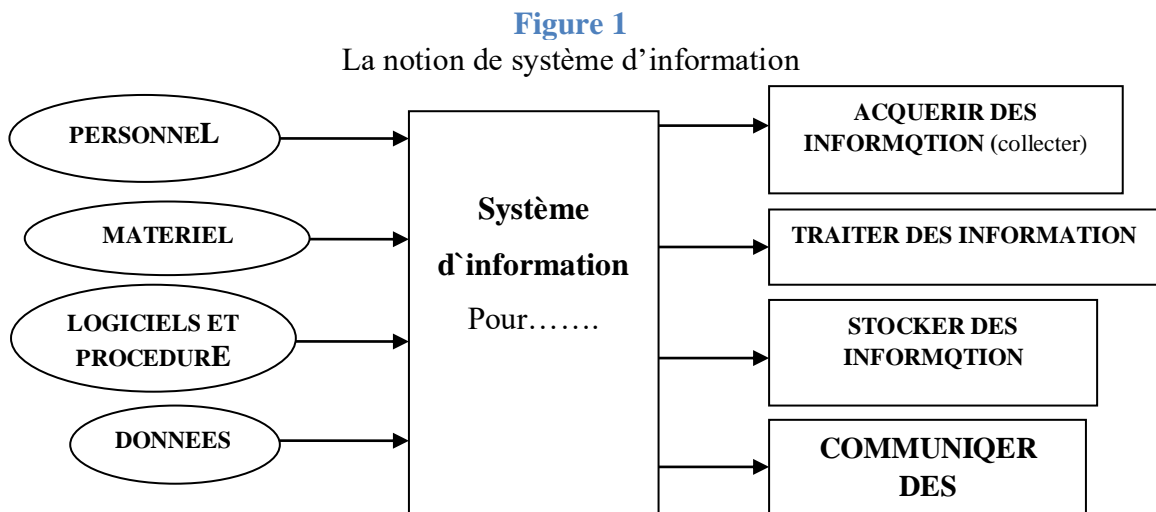 Figure 1
La notion de système d’information
PERSONNEL
MATERIEL
LOGICIELS ET
PROCEDURE
DONNEES
Système
d`information
Pour…….
ACQUERIR DES
INFORMQTION (collecter)
TRAITER DES INFORMATION
STOCKER DES
INFORMQTION
COMMUNIQER
DES